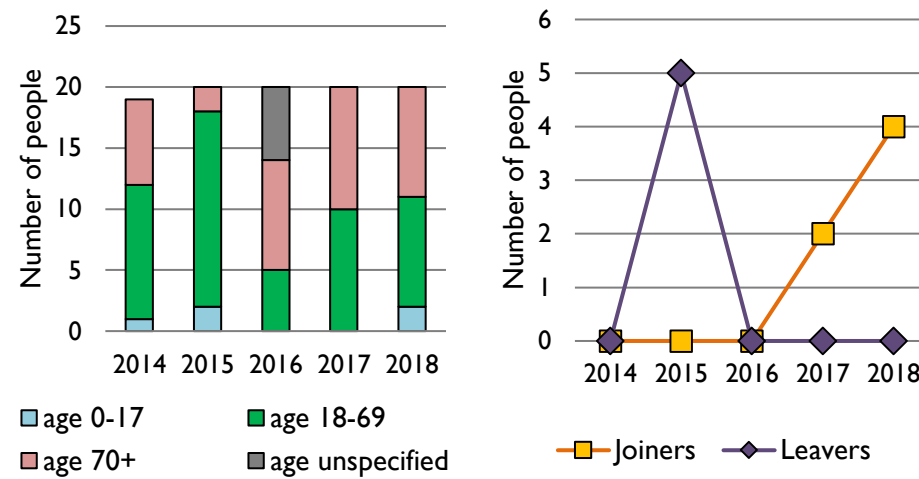 Number of people
25
20
15
10
5
0
2014 2015 2016 2017 2018
age 0-17 age 18-69
age 70+ age unspecified
Number of people
6
5
4
3
2
1
0
2014 2015 2016 2017 2018
Joiners Leavers